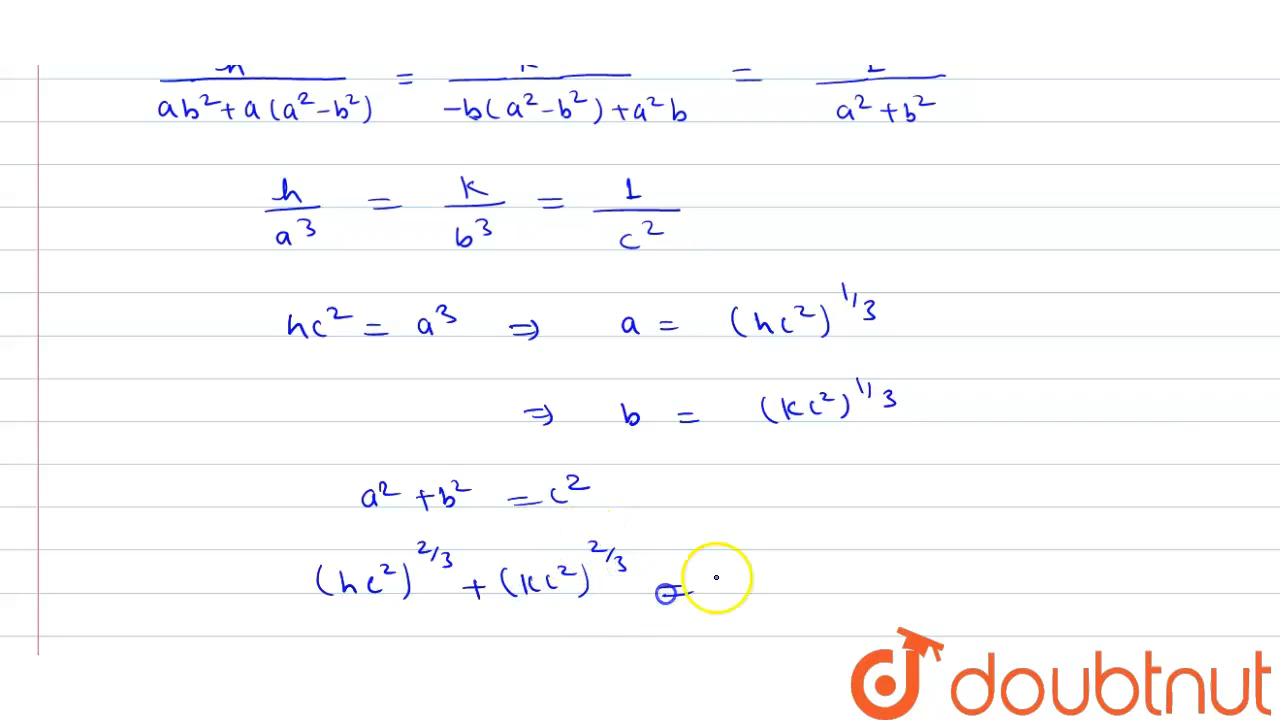 h/(ab²+a(a²-b²)) = k/(-b(a²-b²)+a²b) = 1/(a²+b²)
h/a³ = k/b³ = 1/c²
hc² = a³ ⇒ a = (hc²)^1/3
⇒ b = (kc²)^1/3
a² + b² = c²
(hc²)^2/3 + (kc²)^2/3 =
doubtnut